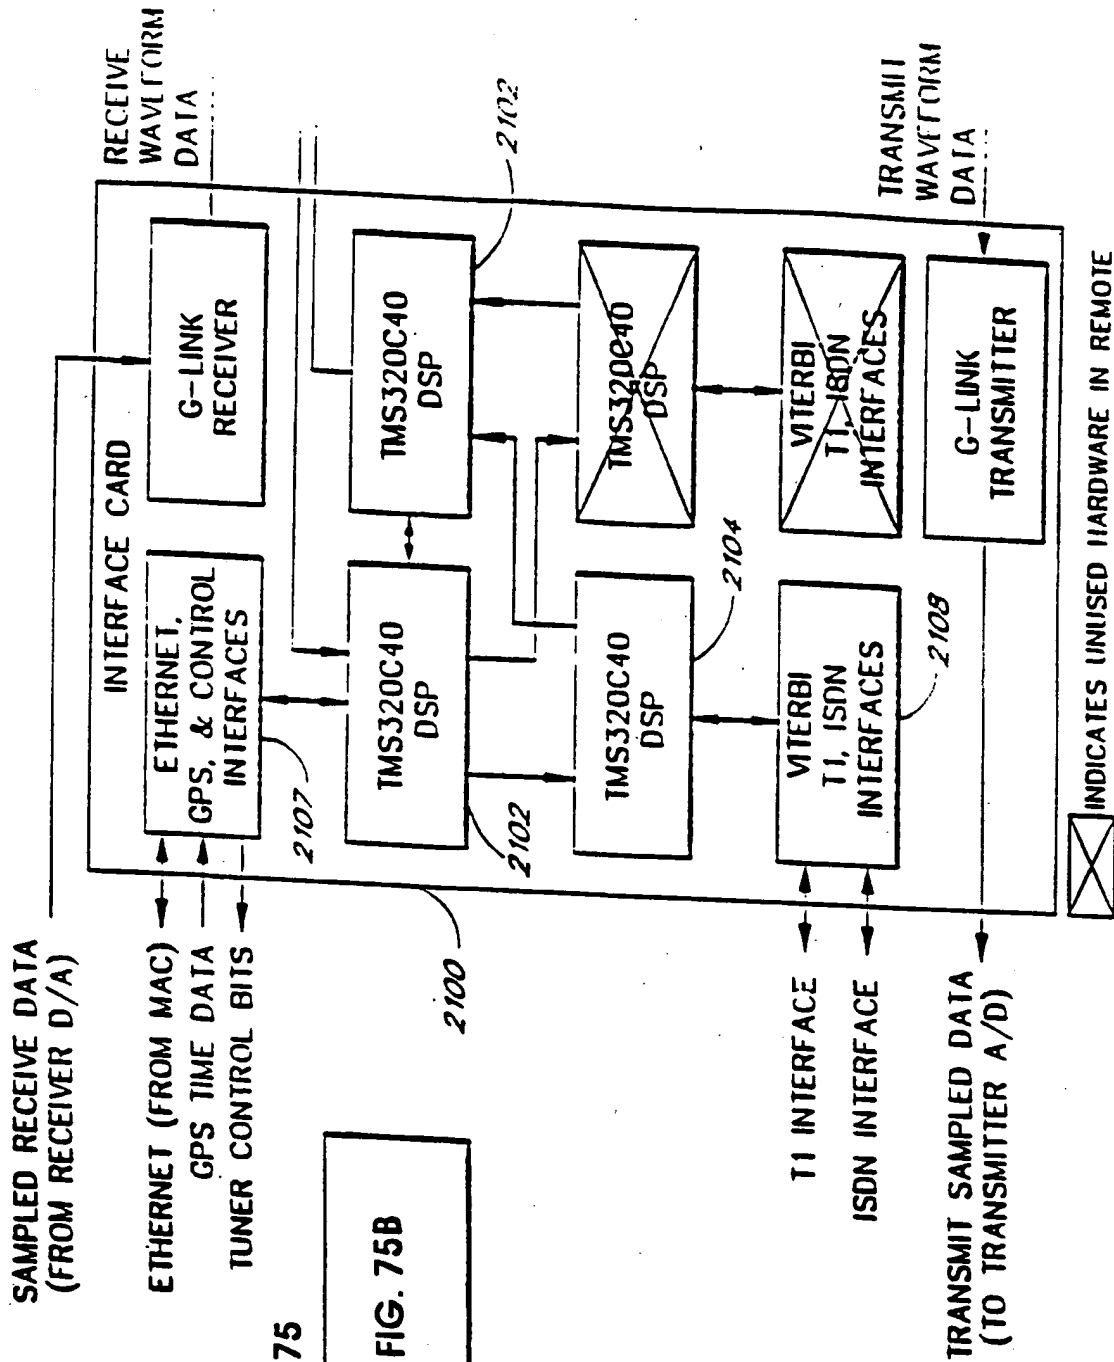 SAMPLED RECEIVE DATA
(FROM RECEIVER D/A)
ETHERNET (FROM MAC)
GPS TIME DATA
TUNER CONTROL BITS
INTERFACE CARD
RECEIVE
WAVEFORM
DATA
ETHERNET,
GPS, & CONTROL
INTERFACES
2107
G-LINK
RECEIVER
TMS320C40
DSP
2102
TMS320C40
DSP
2102
2100
TMS320C40
DSP
2104
TMS320C40
DSP
T1 INTERFACE
ISDN INTERFACE
VITERBI
T1, ISDN
INTERFACES
2108
VITERBI
T1, ISDN
INTERFACES
TRANSMIT
WAVEFORM
DATA
G-LINK
TRANSMITTER
TRANSMIT SAMPLED DATA
(TO TRANSMITTER A/D)
INDICATES UNUSED HARDWARE IN REMOTE
75
FIG. 75B